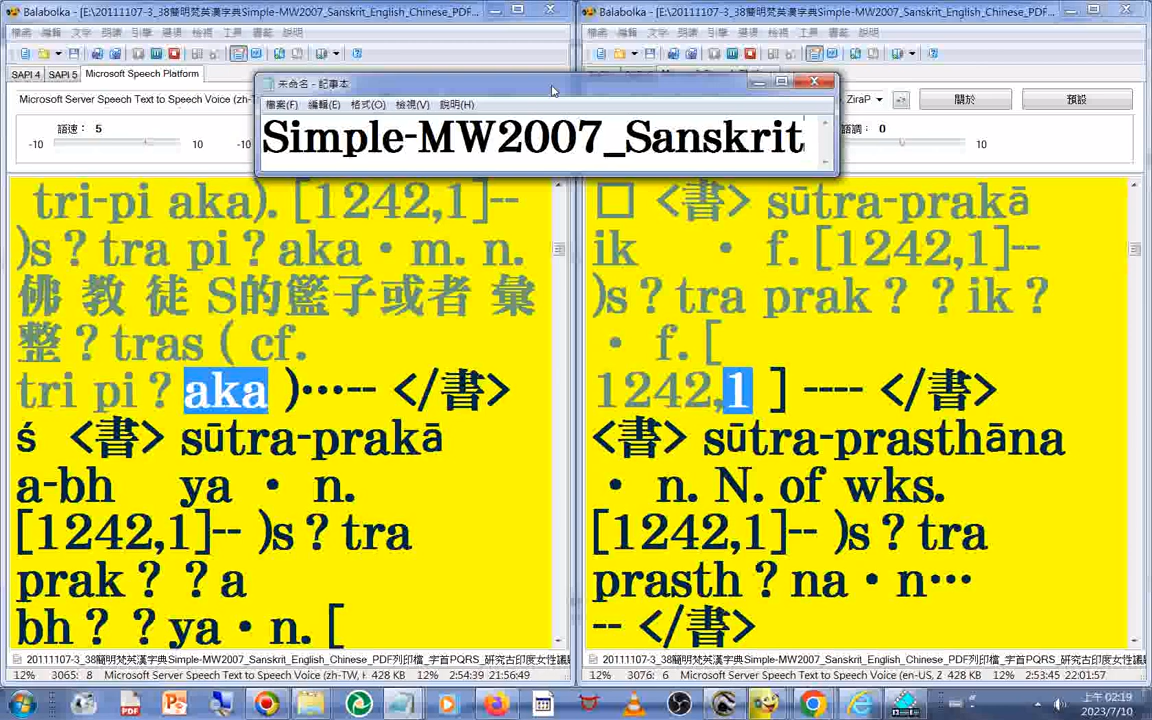 Balabolka - [E:\20111107-3_38簡明梵英漢字典Simple-MW2007_Sanskrit_English_Chinese_PDF...
Balabolka - [E:\20111107-3_38簡明梵英漢字典Simple-MW2007_Sanskrit_English_Chinese_PDF...
SAPI 4 SAPI 5 Microsoft Speech Platform
Microsoft Server Speech Text to Speech Voice (zh-
ZiraP
關於
預設
語速： 5
-10 10 -10
語調： 0
10
未命名 - 記事本
檔案(F) 編輯(E) 格式(O) 檢視(V) 說明(H)
Simple-MW2007_Sanskrit
tri-pi aka). [1242,1]--
)s？tra pi？aka·m. n.
佛 教 徒 S的籃子或者 彙
整？tras ( cf.
tri pi？aka )…-- </書>
ś <書> sūtra-prakā
a-bh ya · n.
[1242,1]-- )s？tra
prak？？a
bh？？ya·n. [
□ <書> sūtra-prakā
ik · f. [1242,1]--
)s？tra prak？？ik？
· f. [
1242,1 ] ---- </書>
<書> sūtra-prasthāna
· n. N. of wks.
[1242,1]-- )s？tra
prasth？na·n…
-- </書>
20111107-3_38簡明梵英漢字典Simple-MW2007_Sanskrit_English_Chinese_PDF列印檔_字首PQRS_研究古印度女性議
20111107-3_38簡明梵英漢字典Simple-MW2007_Sanskrit_English_Chinese_PDF列印檔_字首PQRS_研究古印度女性議
12% 3065: 8 Microsoft Server Speech Text to Speech Voice (zh-TW, H 428 KB 12% 2:54:39 21:56:49
12% 3076: 6 Microsoft Server Speech Text to Speech Voice (en-US, Z 428 KB 12% 2:53:45 22:01:57
上午 02:19
2023/7/10